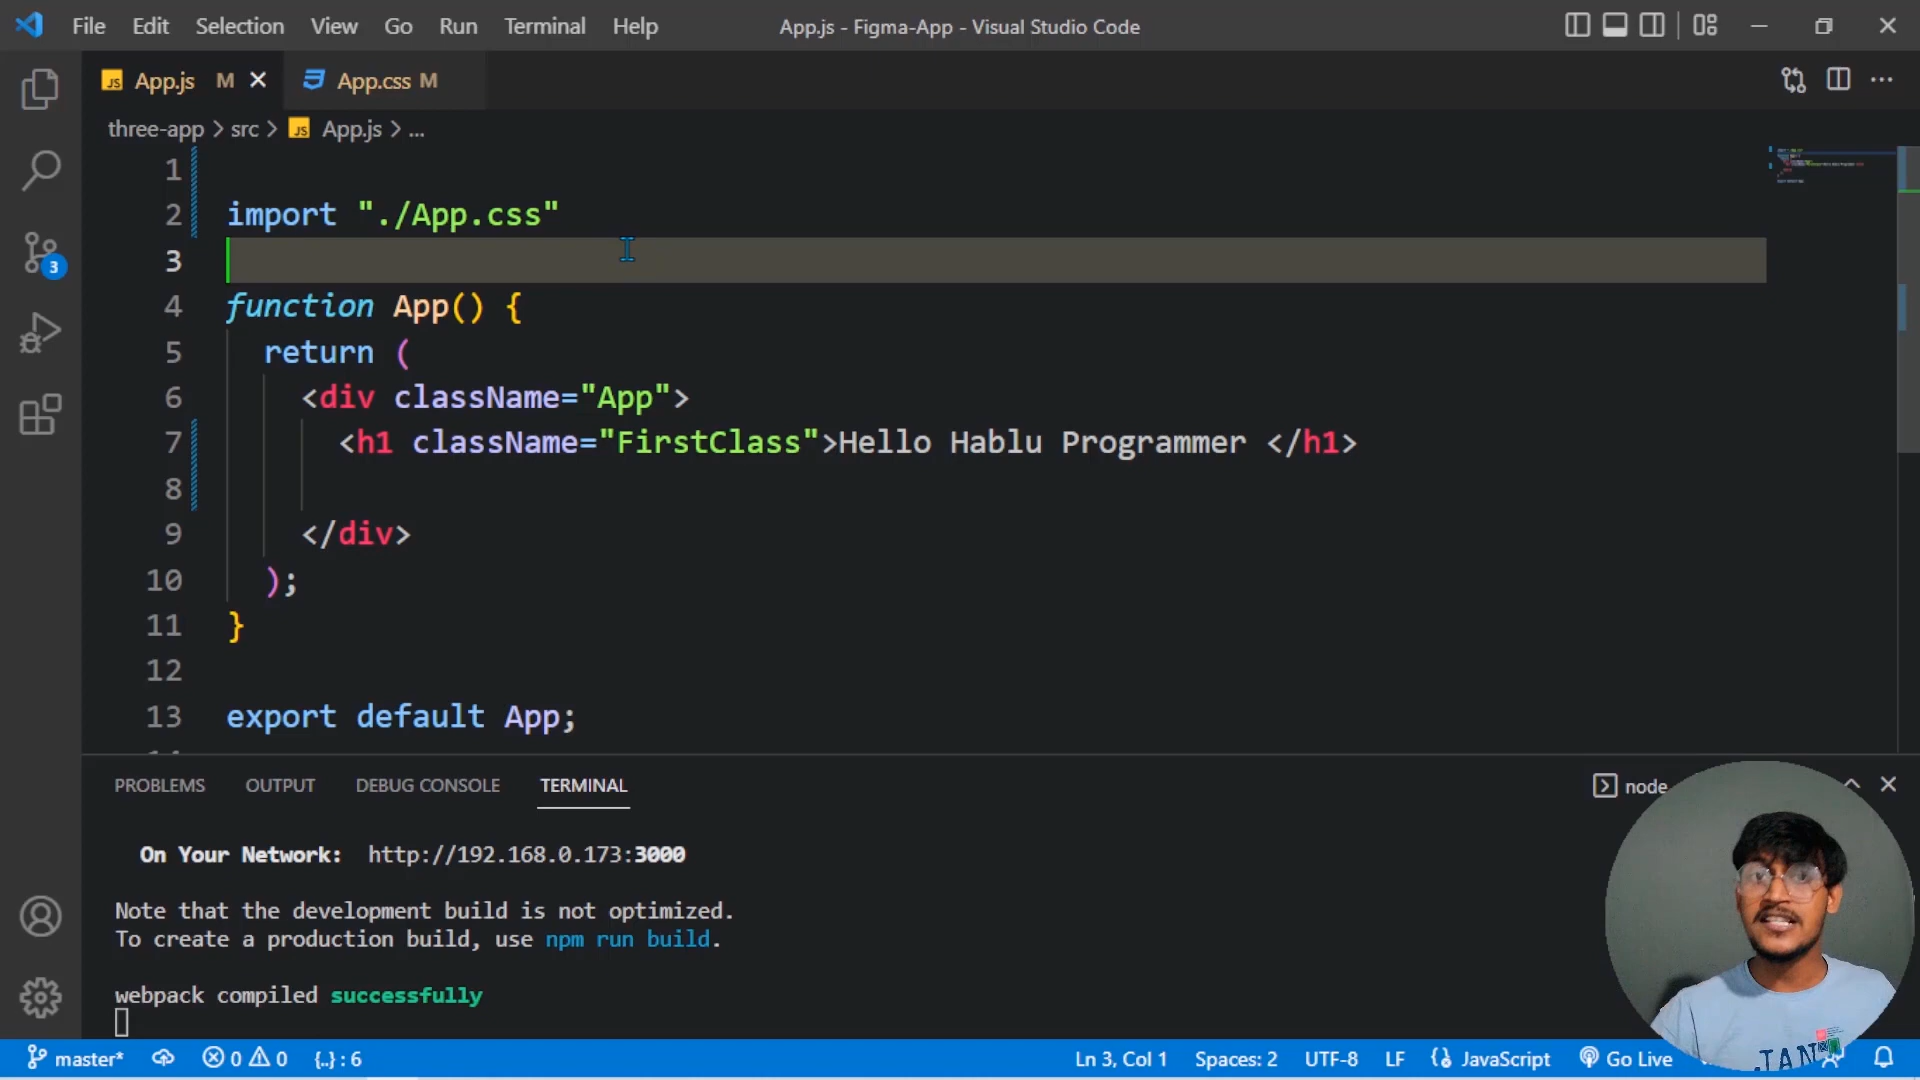 File Edit Selection View Go Run Terminal Help App.js - Figma-App - Visual Studio Code
JS App.js M App.css M
three-app > src > JS App.js > ...
1
2 import "./App.css"
3
4 function App() {
5 return (
6 <div className="App">
7 <h1 className="FirstClass">Hello Hablu Programmer </h1>
8
9 </div>
10 );
11 }
12
13 export default App;
3
PROBLEMS OUTPUT DEBUG CONSOLE TERMINAL node
On Your Network: http://192.168.0.173:3000
Note that the development build is not optimized.
To create a production build, use npm run build.
webpack compiled successfully
master* 0 0 {..} : 6 Ln 3, Col 1 Spaces: 2 UTF-8 LF JavaScript Go Live